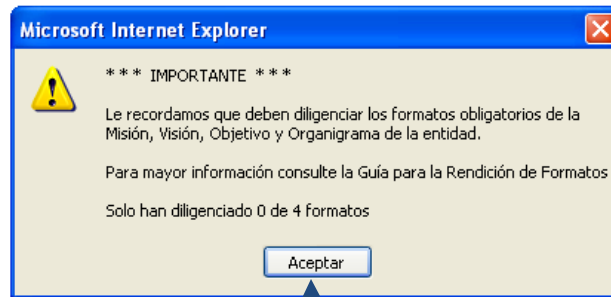 Microsoft Internet Explorer
* * * IMPORTANTE * * *
Le recordamos que deben diligenciar los formatos obligatorios de la
Misión, Visión, Objetivo y Organigrama de la entidad.
Para mayor información consulte la Guía para la Rendición de Formatos
Solo han diligenciado 0 de 4 formatos
Aceptar